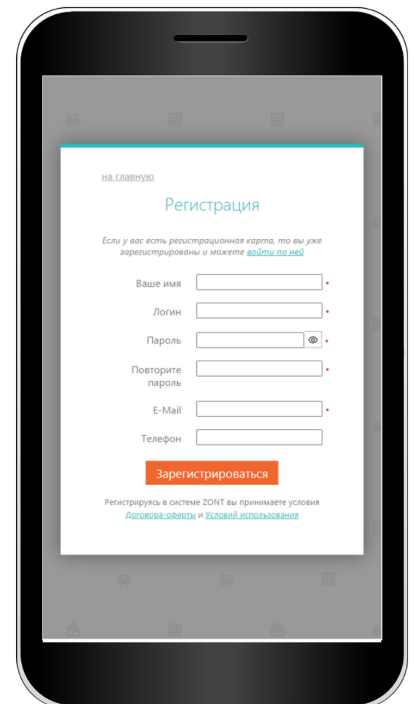 на главную
Регистрация
Если у вас есть регистрационная карта, то вы уже
зарегистрированы и можете войти по ней
Ваше имя *
Логин *
Пароль *
Повторите *
пароль
E-Mail *
Телефон
Зарегистрироваться
Регистрируясь в системе ZONT вы принимаете условия
Договора-оферты и Условий использования